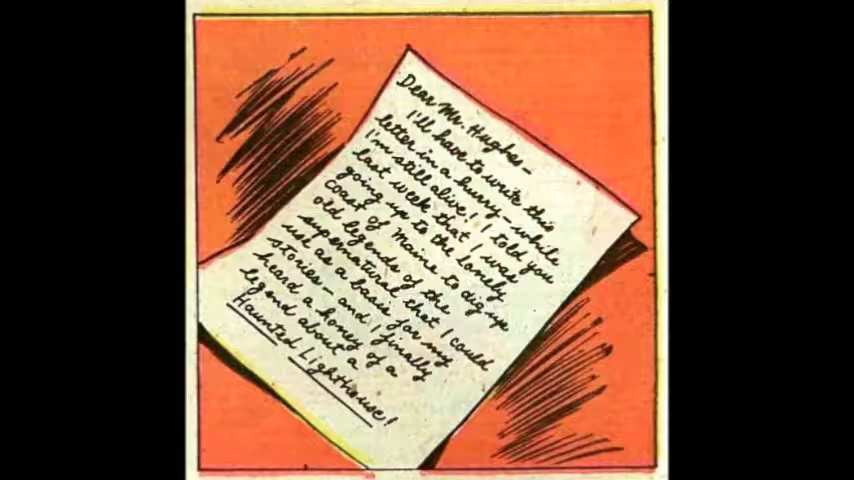 Dear Mr. Hughes-
I'll have to write this
letter in a hurry-while
I'm still alive! I told you
last week that I was
going up to the lonely
coast of Maine to dig up
old legends of the
supernatural that I could
use as a basis for my
stories-and I finally
heard a honey of a
legend about a
Haunted Lighthouse!